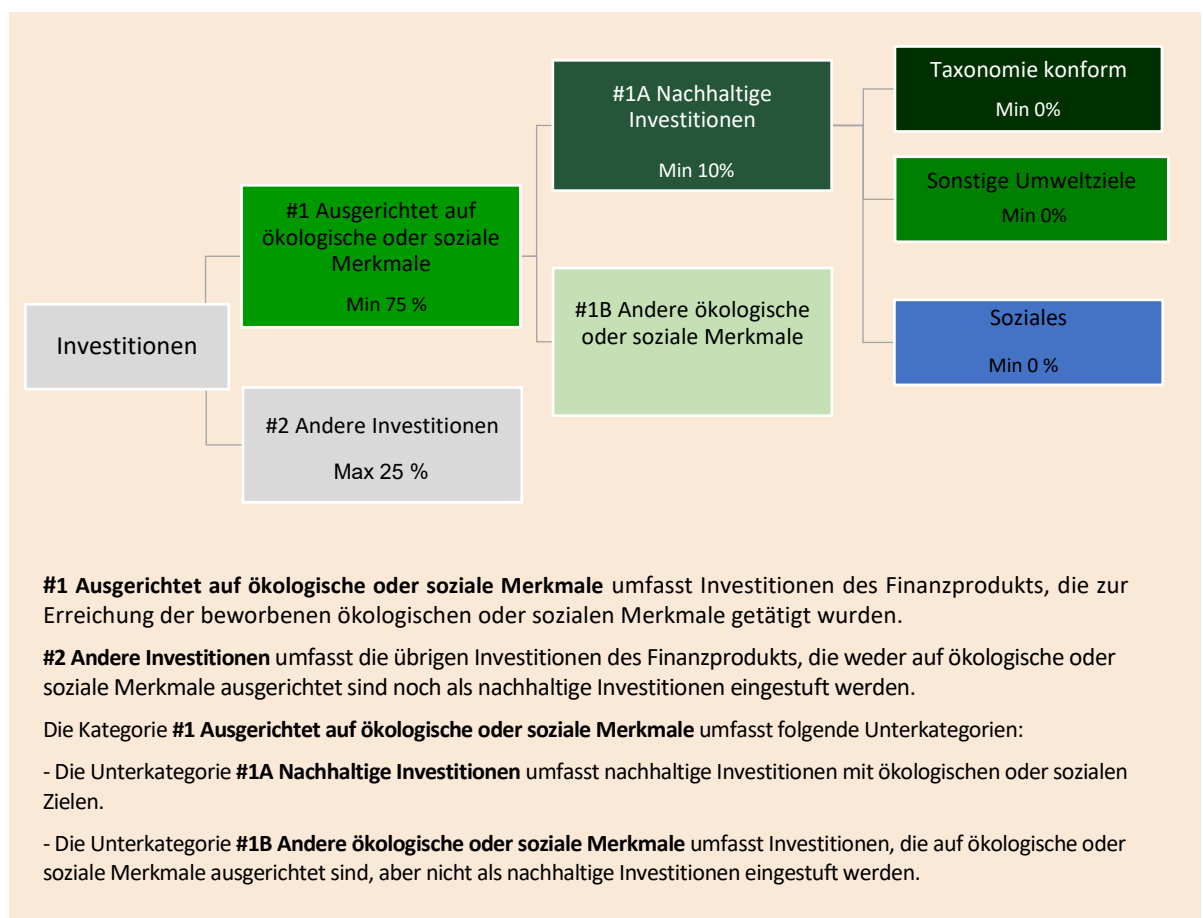 Investitionen
#1 Ausgerichtet auf
ökologische oder soziale
Merkmale
Min 75 %
#2 Andere Investitionen
Max 25 %
#1A Nachhaltige
Investitionen
Min 10%
#1B Andere ökologische
oder soziale Merkmale
Taxonomie konform
Min 0%
Sonstige Umweltziele
Min 0%
Soziales
Min 0 %
#1 Ausgerichtet auf ökologische oder soziale Merkmale umfasst Investitionen des Finanzprodukts, die zur
Erreichung der beworbenen ökologischen oder sozialen Merkmale getätigt wurden.
#2 Andere Investitionen umfasst die übrigen Investitionen des Finanzprodukts, die weder auf ökologische oder
soziale Merkmale ausgerichtet sind noch als nachhaltige Investitionen eingestuft werden.
Die Kategorie #1 Ausgerichtet auf ökologische oder soziale Merkmale umfasst folgende Unterkategorien:
- Die Unterkategorie #1A Nachhaltige Investitionen umfasst nachhaltige Investitionen mit ökologischen oder sozialen
Zielen.
- Die Unterkategorie #1B Andere ökologische oder soziale Merkmale umfasst Investitionen, die auf ökologische oder
soziale Merkmale ausgerichtet sind, aber nicht als nachhaltige Investitionen eingestuft werden.